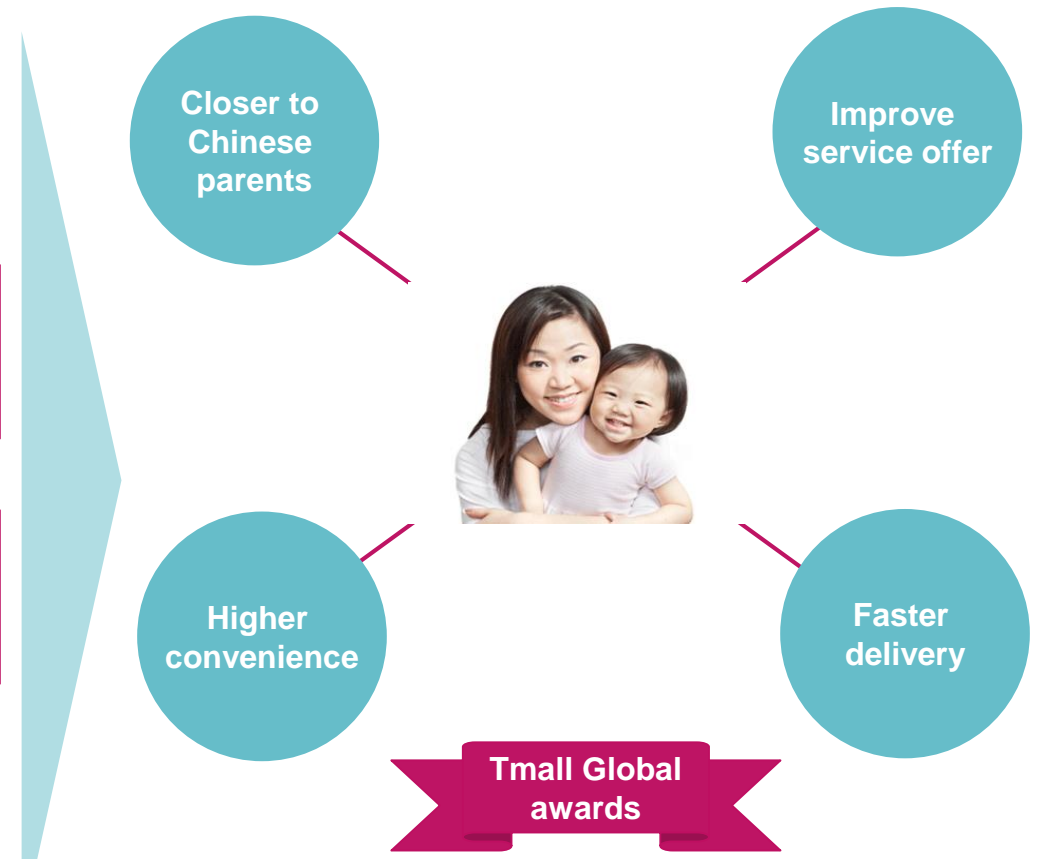 Closer to
Chinese
parents
Improve
service offer
Higher
convenience
Faster
delivery
Tmall Global
awards